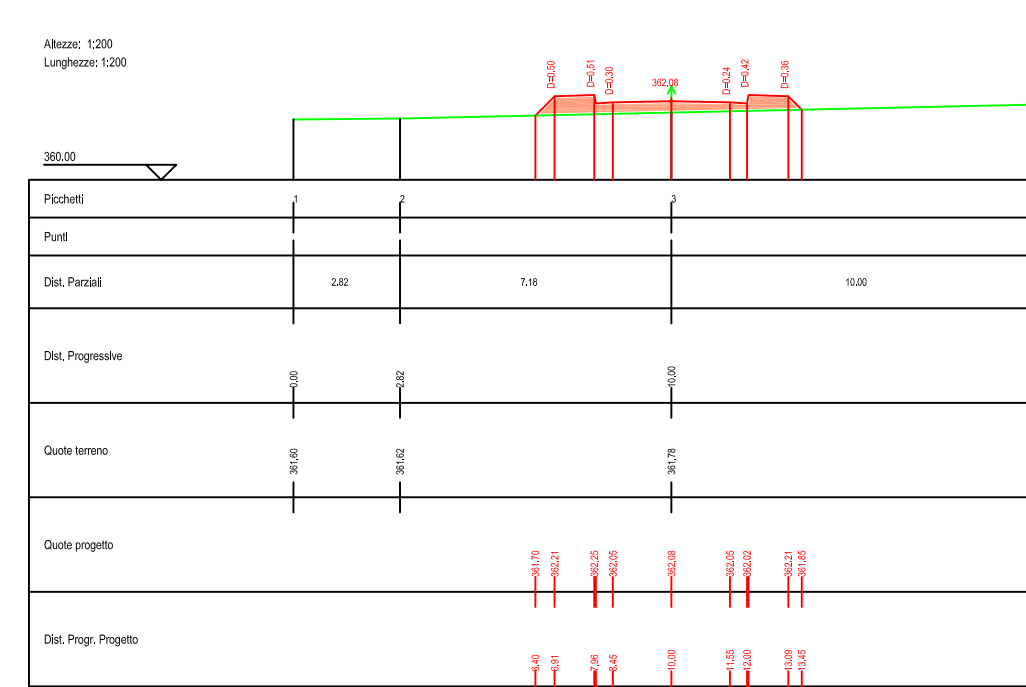 Altezze: 1:200
Lunghezze: 1:200
D=0.50 D=0.51 D=0.30 D=0.24 D=0.42 D=0.36
362.08
360.00
Picchetti 1 2 3
Punti
Dist. Parziali 2.82 7.18 10.00
Dist. Progressive 0.00 2.82 10.00
Quote terreno 361.60 361.62 361.78
Quote progetto 361.70 362.21 362.25 362.05 362.08 362.05 362.02 362.21 361.85
Dist. Progr. Progetto 6.40 6.91 7.96 8.45 10.00 11.55 12.00 13.09 13.45